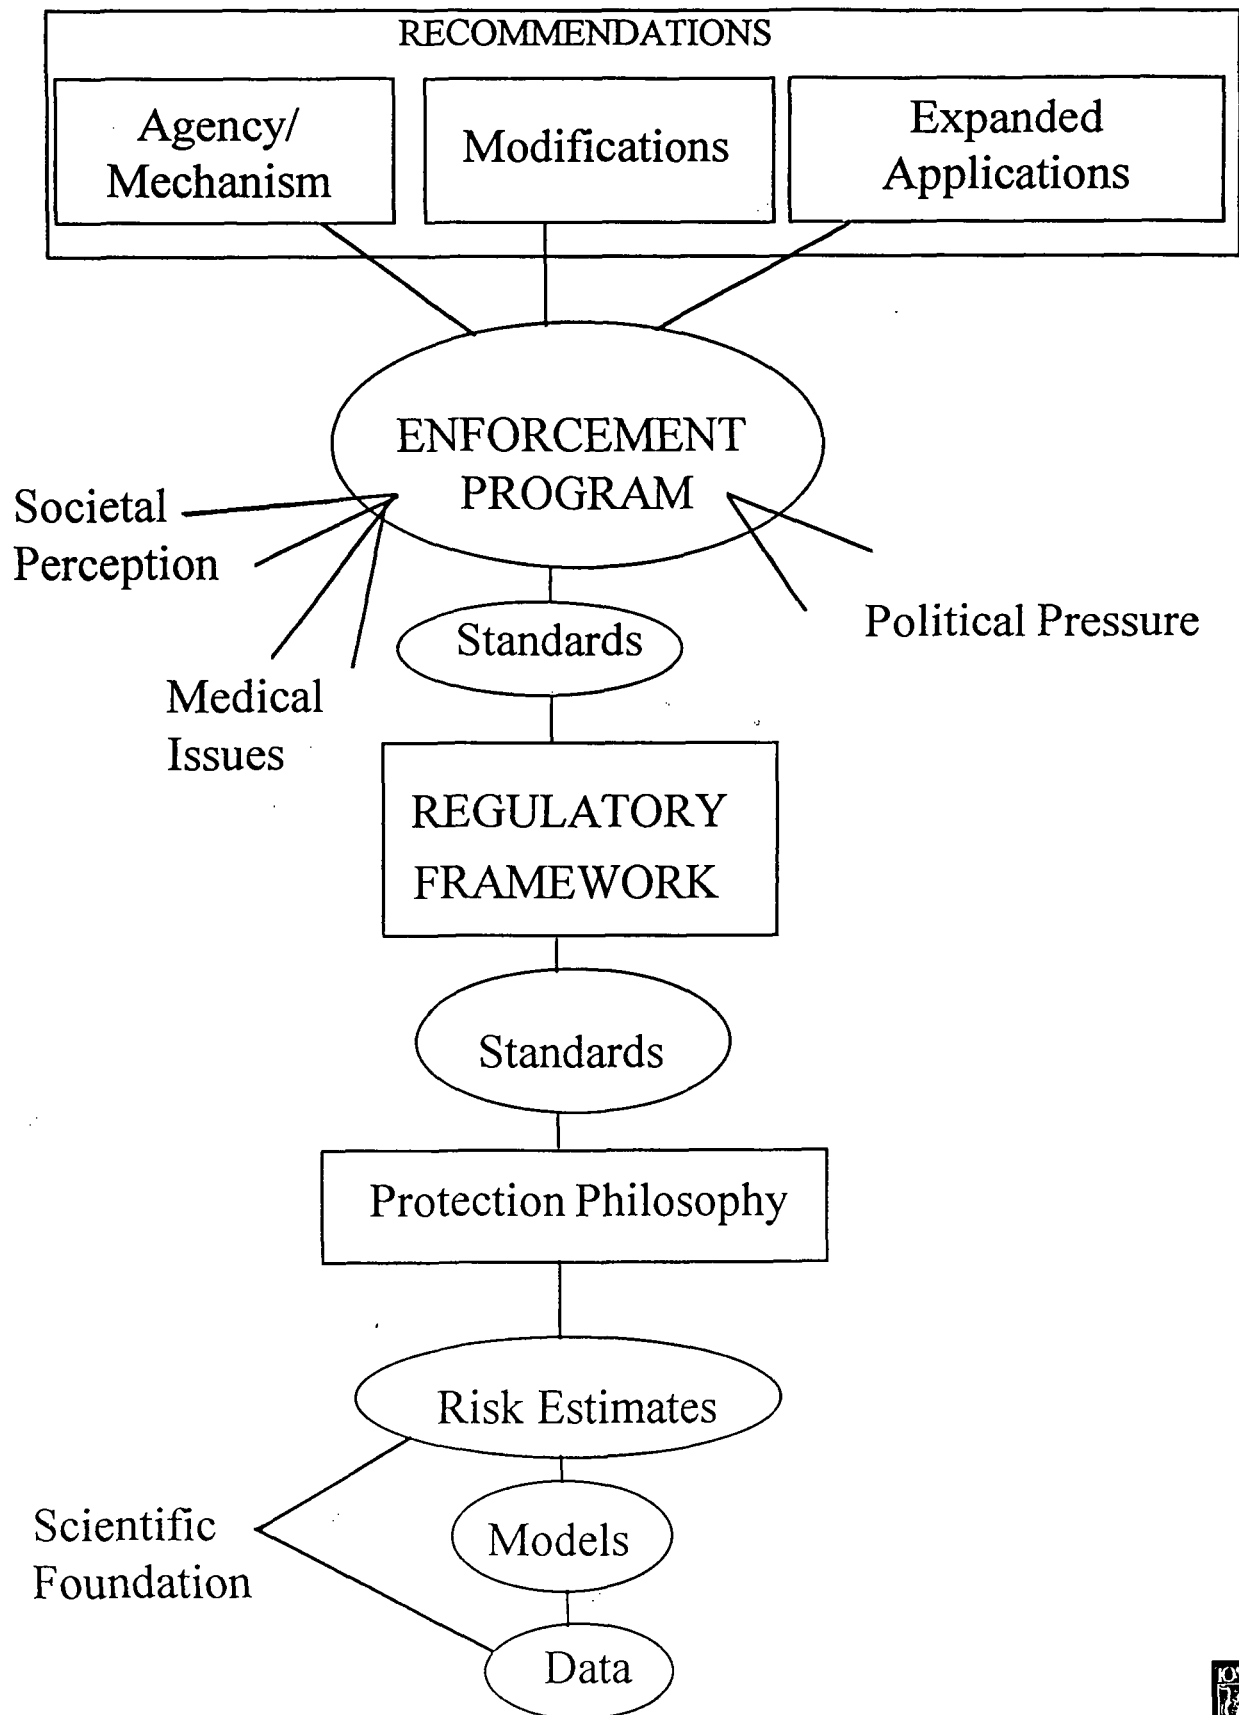 RECOMMENDATIONS
Agency/
Mechanism
Modifications
Expanded
Applications
ENFORCEMENT
PROGRAM
Societal
Perception
Political Pressure
Standards
Medical
Issues
REGULATORY
FRAMEWORK
Standards
Protection Philosophy
Risk Estimates
Scientific
Foundation
Models
Data